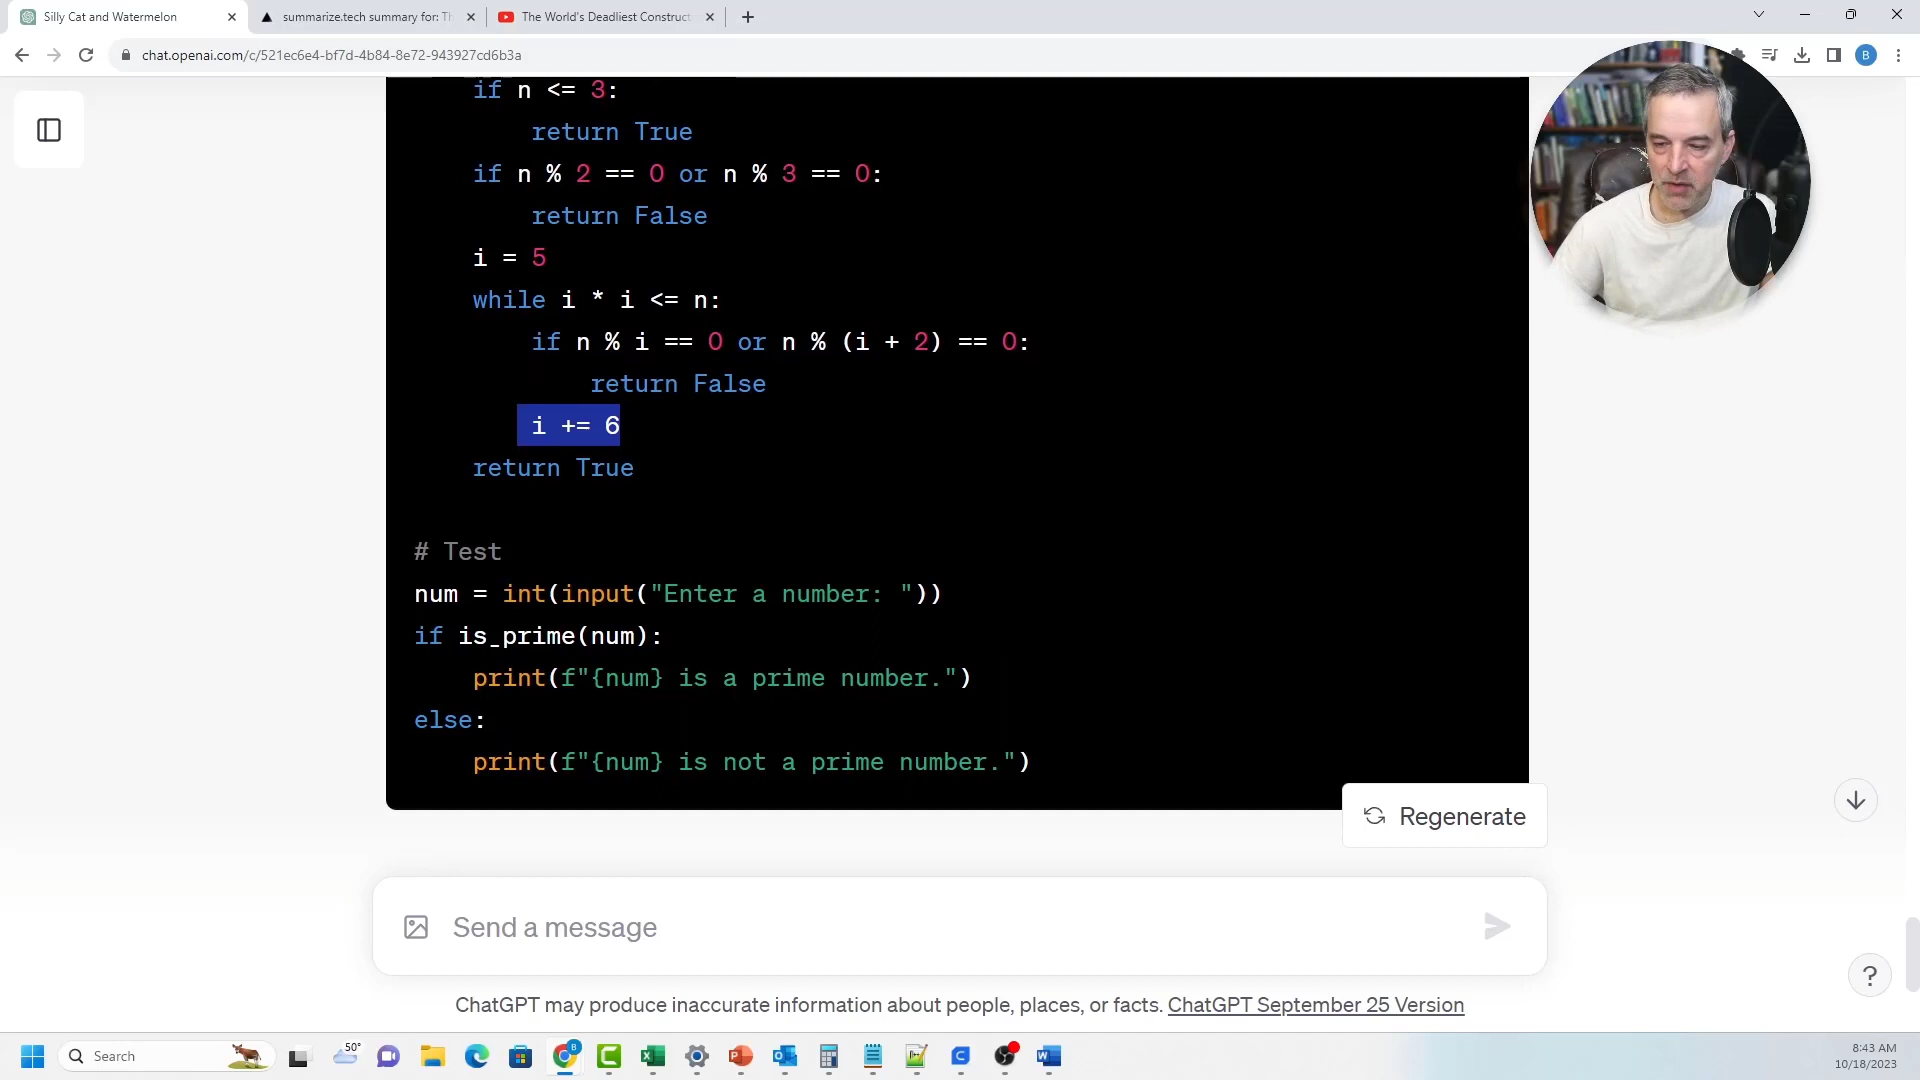 Silly Cat and Watermelon
summarize.tech summary for: Th
The World's Deadliest Construct
chat.openai.com/c/521ec6e4-bf7d-4b84-8e72-943927cd6b3a
B
if n <= 3:
return True
if n % 2 == 0 or n % 3 == 0:
return False
i = 5
while i * i <= n:
if n % i == 0 or n % (i + 2) == 0:
return False
i += 6
return True
# Test
num = int(input("Enter a number: "))
if is_prime(num):
print(f"{num} is a prime number.")
else:
print(f"{num} is not a prime number.")
Regenerate
Send a message
?
ChatGPT may produce inaccurate information about people, places, or facts. ChatGPT September 25 Version
Search
50°
8:43 AM
10/18/2023